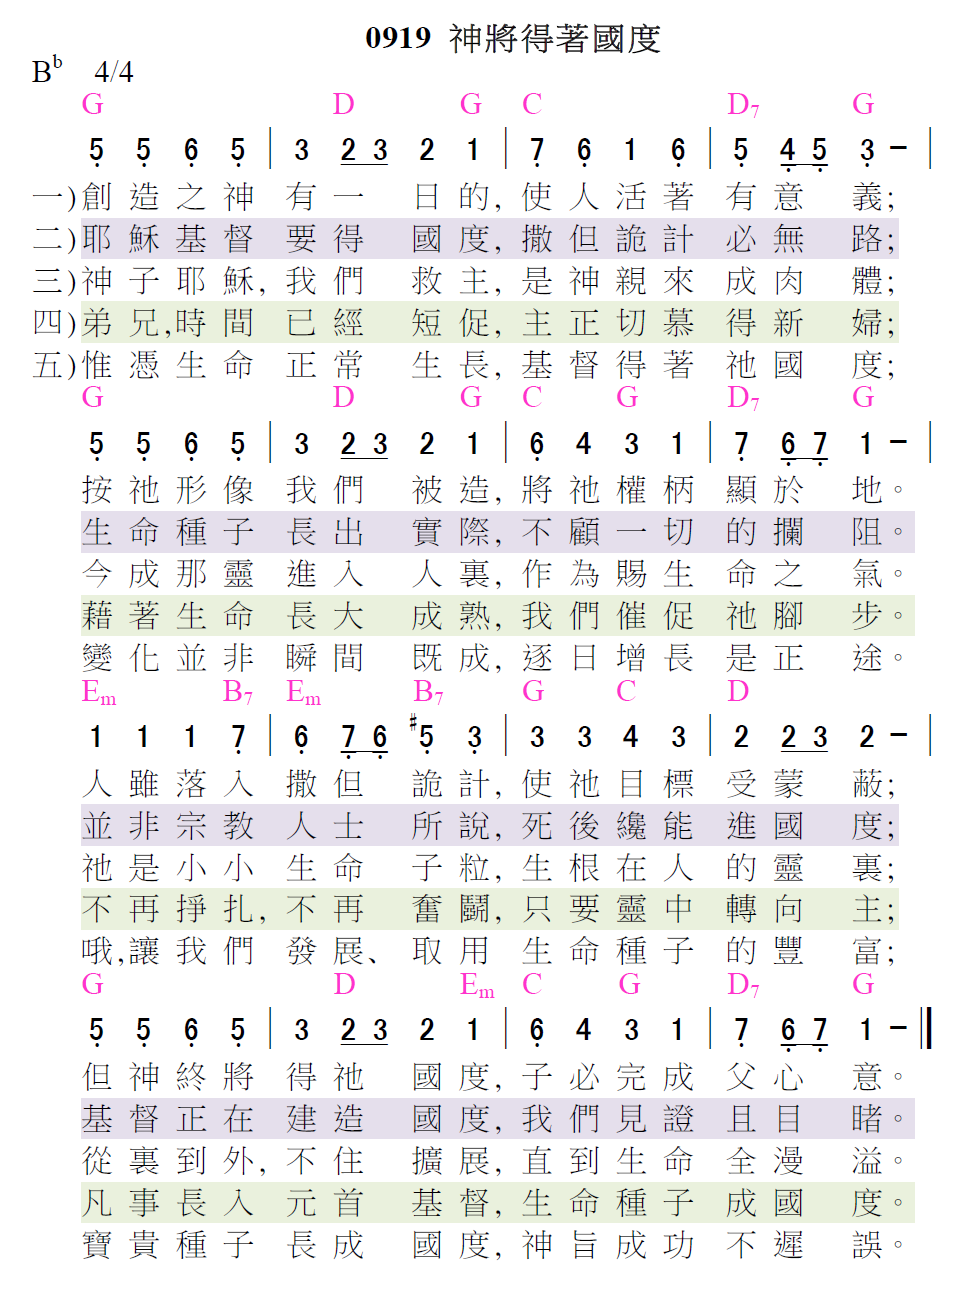 0919 神將得著國度
B♭ 4/4
G D G C D7 G
5̣ 5̣ 6̣ 5̣ | 3 2 3 2 1 | 7̣ 6̣ 1 6̣ | 5̣ 4̣ 5̣ 3̣ – |
一)創造之神有一日的,使人活著有意義;
二)耶穌基督要得國度,撒但詭計必無路;
三)神子耶穌,我們救主,是神親來成肉體;
四)弟兄,時間已經短促,主正切慕得新婦;
五)惟憑生命正常生長,基督得著祂國度;
G D G C G D7 G
5̣ 5̣ 6̣ 5̣ | 3 2 3 2 1 | 6̣ 4 3 1 | 7̣ 6̣ 7̣ 1 – |
按祂形像我們被造,將祂權柄顯於地。
生命種子長出實際,不顧一切的攔阻。
今成那靈進入人裏,作為賜生命之氣。
藉著生命長大成熟,我們催促祂腳步。
變化並非瞬間既成,逐日增長是正途。
Em B7 Em B7 G C D
1 1 1 7̣ | 6̣ 7̣ 6̣ ♯5̣ 3̣ | 3 3 4 3 | 2 2 3 2 – |
人雖落入撒但詭計,使祂目標受蒙蔽;
並非宗教人士所說,死後纔能進國度;
祂是小小生命子粒,生根在人的靈裏;
不再掙扎,不再奮鬭,只要靈中轉向主;
哦,讓我們發展、取用生命種子的豐富;
G D Em C G D7 G
5̣ 5̣ 6̣ 5̣ | 3 2 3 2 1 | 6̣ 4 3 1 | 7̣ 6̣ 7̣ 1 – ‖
但神終將得祂國度,子必完成父心意。
基督正在建造國度,我們見證且目睹。
從裏到外,不住擴展,直到生命全漫溢。
凡事長入元首基督,生命種子成國度。
寶貴種子長成國度,神旨成功不遲誤。